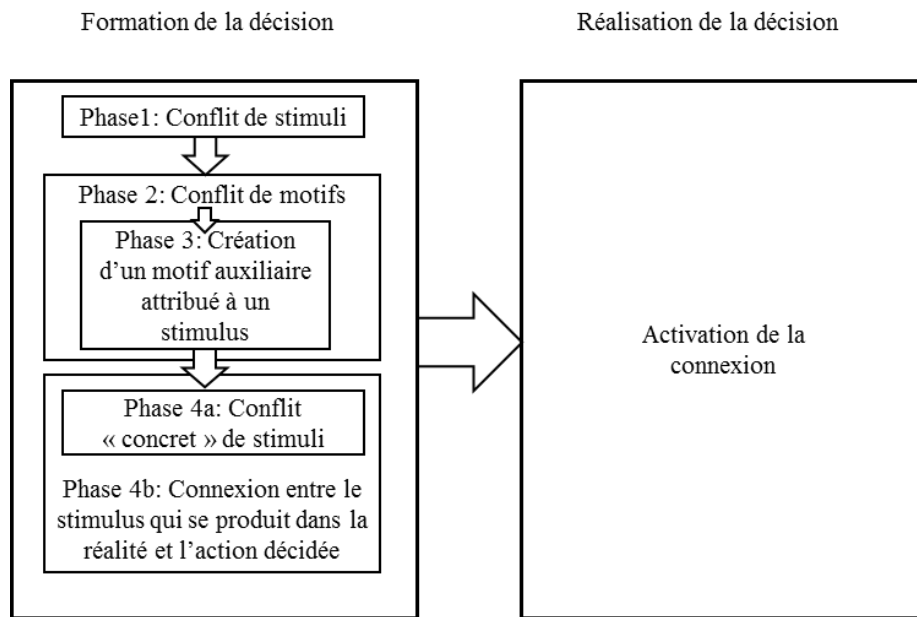 Formation de la décision
Réalisation de la décision
Phase1: Conflit de stimuli
Phase 2: Conflit de motifs
Phase 3: Création
d’un motif auxiliaire
attribué à un
stimulus
Phase 4a: Conflit
« concret » de stimuli
Phase 4b: Connexion entre le
stimulus qui se produit dans la
réalité et l’action décidée
Activation de la
connexion